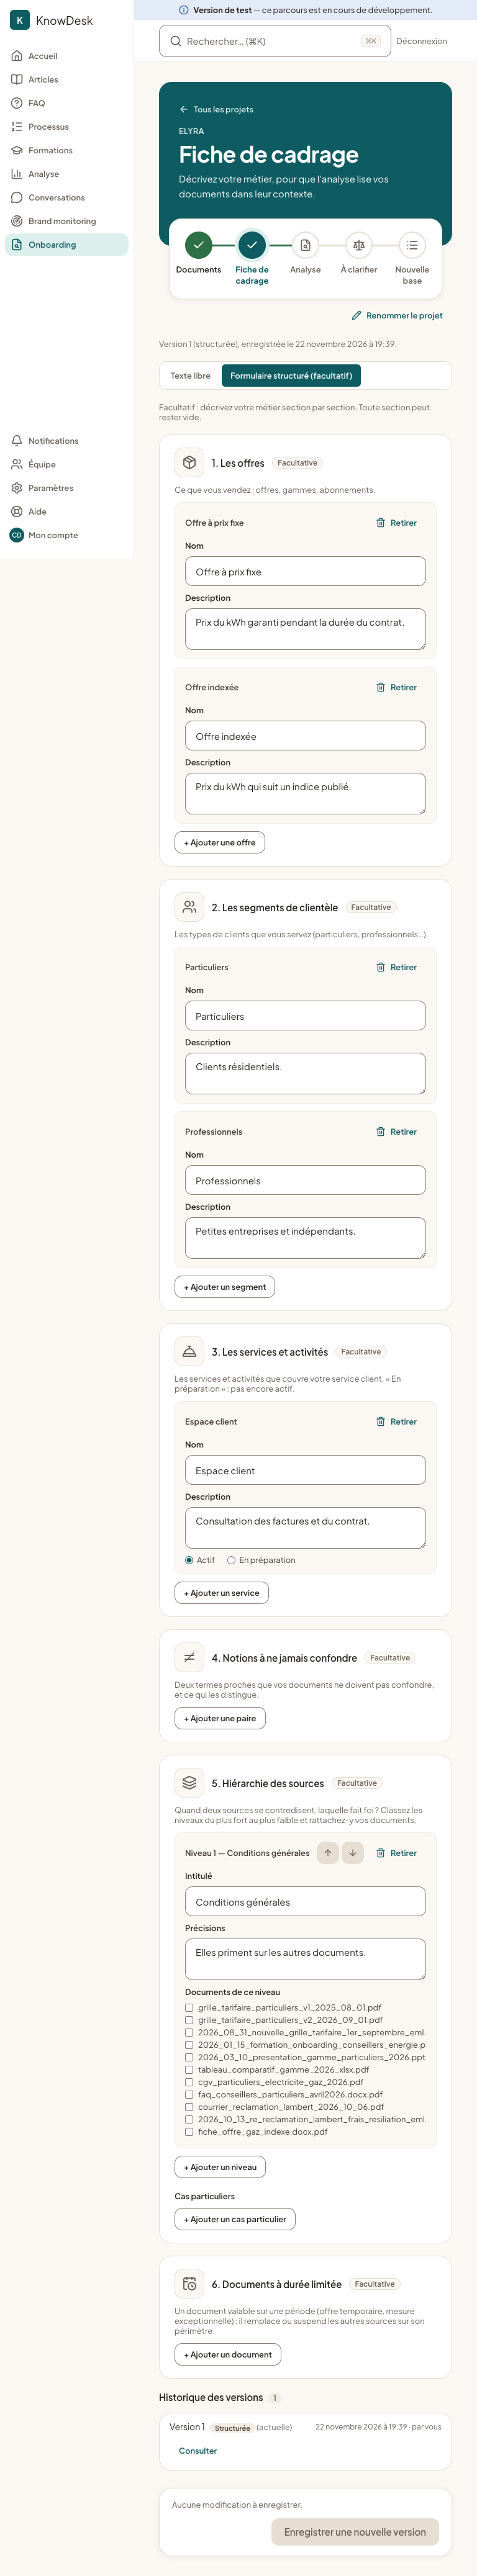 K KnowDesk
Accueil
Articles
FAQ
Processus
Formations
Analyse
Conversations
Brand monitoring
Onboarding
Notifications
Équipe
Paramètres
Aide
CD Mon compte
Version de test — ce parcours est en cours de développement.
Rechercher... (⌘K) ⌘K Déconnexion
Tous les projets
ELYRA
Fiche de cadrage
Décrivez votre métier, pour que l'analyse lise vos
documents dans leur contexte.
Documents
Fiche de
cadrage
Analyse
À clarifier
Nouvelle
base
Renommer le projet
Version 1 (structurée), enregistrée le 22 novembre 2026 à 19:39.
Texte libre Formulaire structuré (facultatif)
Facultatif : décrivez votre métier section par section. Toute section peut
rester vide.
1. Les offres Facultative
Ce que vous vendez : offres, gammes, abonnements.
Offre à prix fixe Retirer
Nom
Offre à prix fixe
Description
Prix du kWh garanti pendant la durée du contrat.
Offre indexée Retirer
Nom
Offre indexée
Description
Prix du kWh qui suit un indice publié.
+ Ajouter une offre
2. Les segments de clientèle Facultative
Les types de clients que vous servez (particuliers, professionnels…).
Particuliers Retirer
Nom
Particuliers
Description
Clients résidentiels.
Professionnels Retirer
Nom
Professionnels
Description
Petites entreprises et indépendants.
+ Ajouter un segment
3. Les services et activités Facultative
Les services et activités que couvre votre service client. « En
préparation » : pas encore actif.
Espace client Retirer
Nom
Espace client
Description
Consultation des factures et du contrat.
Actif En préparation
+ Ajouter un service
4. Notions à ne jamais confondre Facultative
Deux termes proches que vos documents ne doivent pas confondre,
et ce qui les distingue.
+ Ajouter une paire
5. Hiérarchie des sources Facultative
Quand deux sources se contredisent, laquelle fait foi ? Classez les
niveaux du plus fort au plus faible et rattachez-y vos documents.
Niveau 1 — Conditions générales Retirer
Intitulé
Conditions générales
Précisions
Elles priment sur les autres documents.
Documents de ce niveau
grille_tarifaire_particuliers_v1_2025_08_01.pdf
grille_tarifaire_particuliers_v2_2026_09_01.pdf
2026_08_31_nouvelle_grille_tarifaire_1er_septembre_eml.
2026_01_15_formation_onboarding_conseillers_energie.p
2026_03_10_presentation_gamme_particuliers_2026.ppt
tableau_comparatif_gamme_2026_xlsx.pdf
cgv_particuliers_electricite_gaz_2026.pdf
faq_conseillers_particuliers_avril2026.docx.pdf
courrier_reclamation_lambert_2026_10_06.pdf
2026_10_13_re_reclamation_lambert_frais_resiliation_eml.
fiche_offre_gaz_indexe.docx.pdf
+ Ajouter un niveau
Cas particuliers
+ Ajouter un cas particulier
6. Documents à durée limitée Facultative
Un document valable sur une période (offre temporaire, mesure
exceptionnelle) : il remplace ou suspend les autres sources sur son
périmètre.
+ Ajouter un document
Historique des versions 1
Version 1 Structurée (actuelle) 22 novembre 2026 à 19:39 · par vous
Consulter
Aucune modification à enregistrer.
Enregistrer une nouvelle version